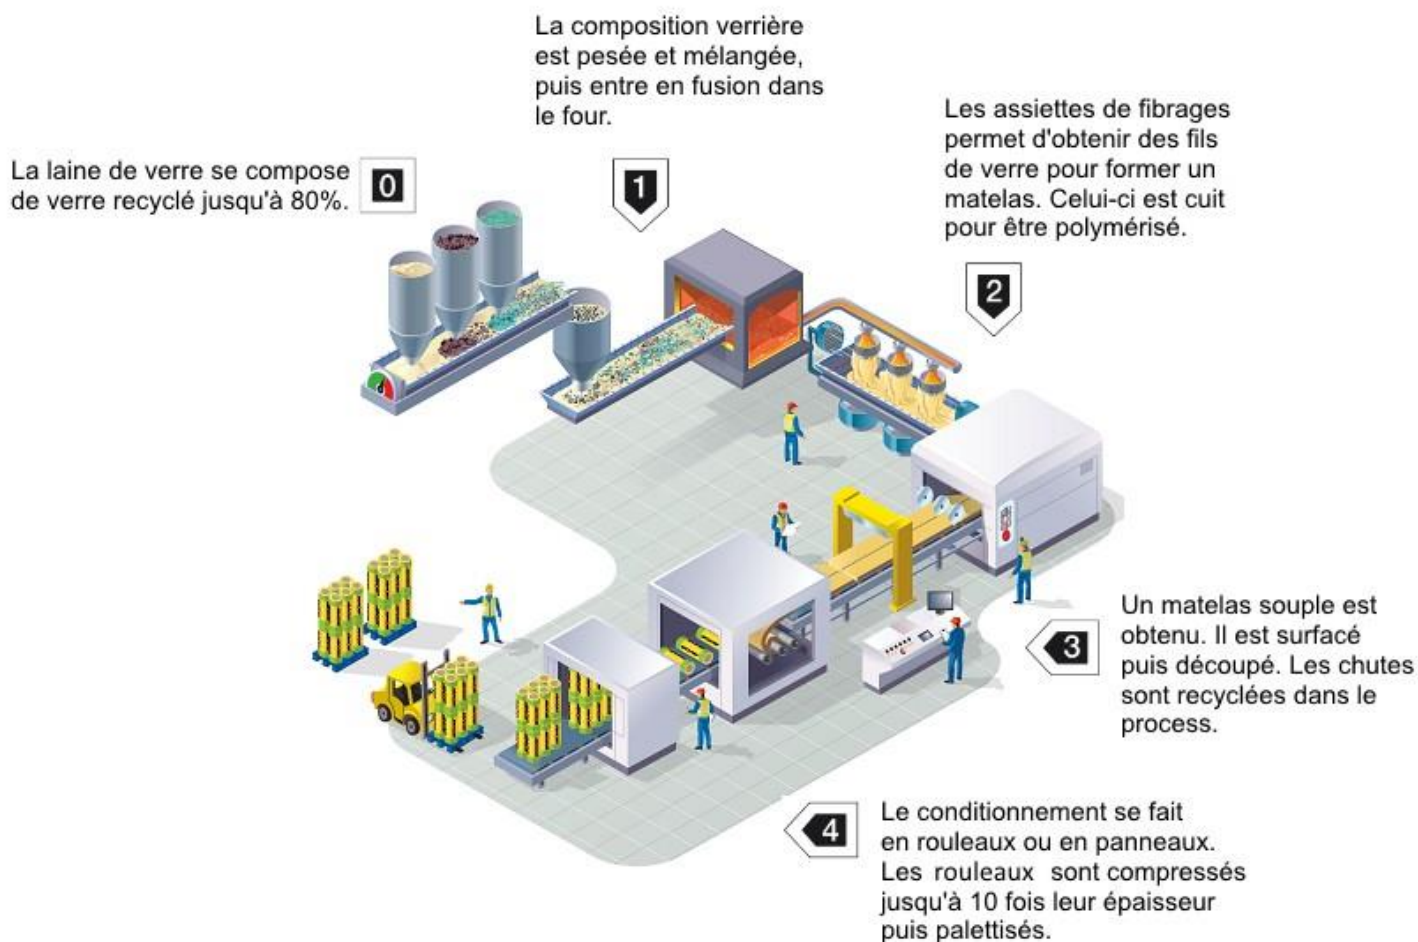 La composition verrière
est pesée et mélangée,
puis entre en fusion dans
le four.
Les assiettes de fibrages
permet d'obtenir des fils
de verre pour former un
matelas. Celui-ci est cuit
pour être polymérisé.
La laine de verre se compose
de verre recyclé jusqu'à 80%.
0
1
2
Un matelas souple est
obtenu. Il est surfacé
puis découpé. Les chutes
sont recyclées dans le
process.
3
4
Le conditionnement se fait
en rouleaux ou en panneaux.
Les rouleaux sont compressés
jusqu'à 10 fois leur épaisseur
puis palettisés.